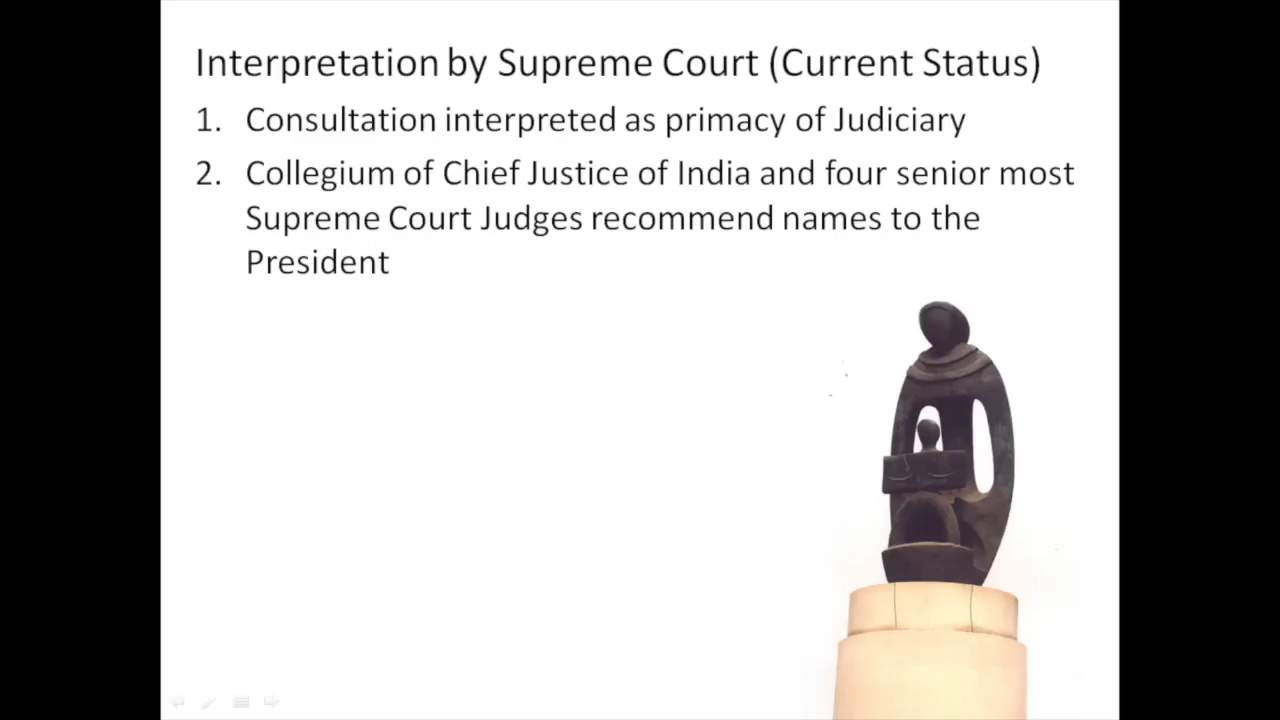 Interpretation by Supreme Court (Current Status)
1. Consultation interpreted as primacy of Judiciary
2. Collegium of Chief Justice of India and four senior most
Supreme Court Judges recommend names to the
President